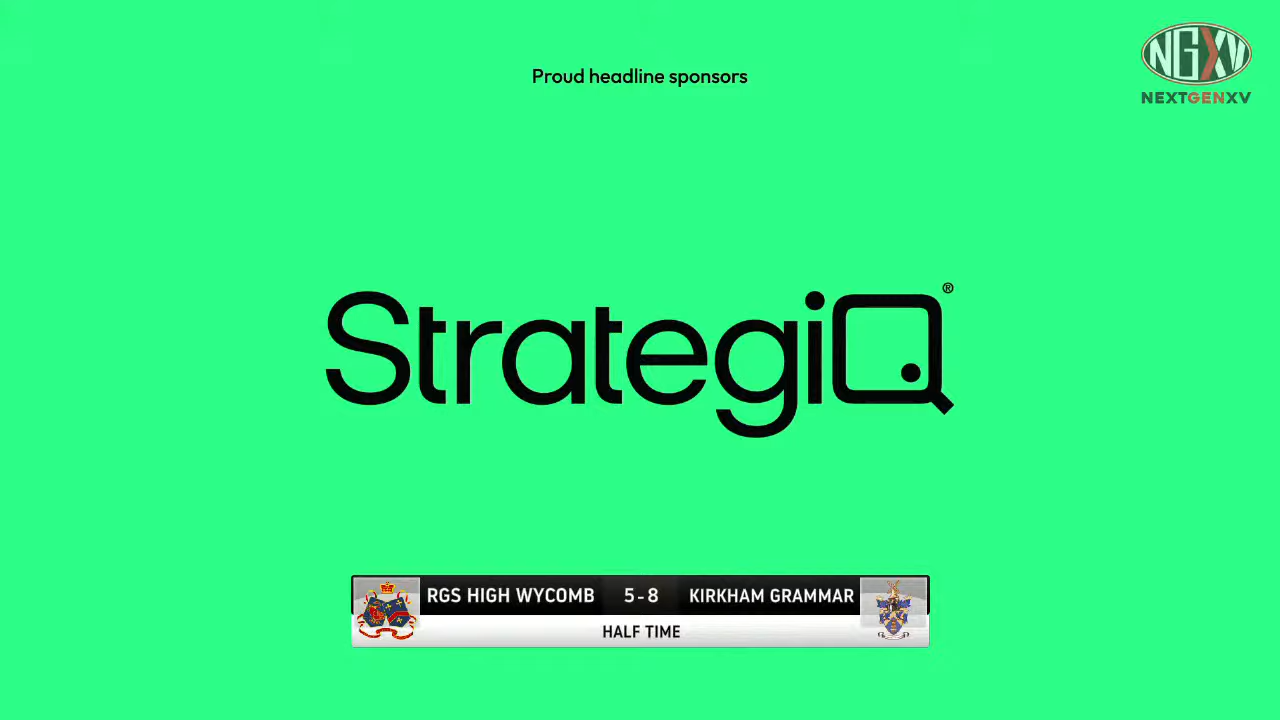 Proud headline sponsors
NGXV
NEXTGENXV
StrategiQ®
RGS HIGH WYCOMB 5-8 KIRKHAM GRAMMAR
HALF TIME